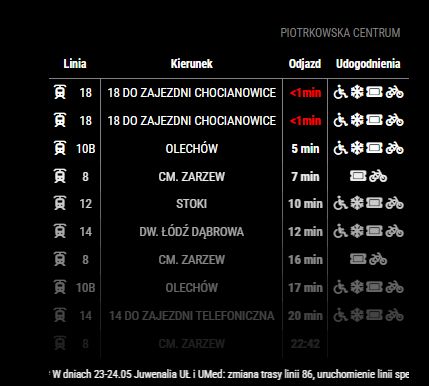 PIOTRKOWSKA CENTRUM
Linia Kierunek Odjazd Udogodnienia
18 18 DO ZAJEZDNI CHOCIANOWICE <1min
18 18 DO ZAJEZDNI CHOCIANOWICE <1min
10B OLECHÓW 5 min
8 CM. ZARZEW 7 min
12 STOKI 10 min
14 DW. ŁÓDŹ DĄBROWA 12 min
8 CM. ZARZEW 16 min
10B OLECHÓW 17 min
14 14 DO ZAJEZDNI TELEFONICZNA 20 min
8 CM. ZARZEW 22:42
W dniach 23-24.05 Juwenalia UŁ i UMed: zmiana trasy linii 86, uruchomienie linii spe